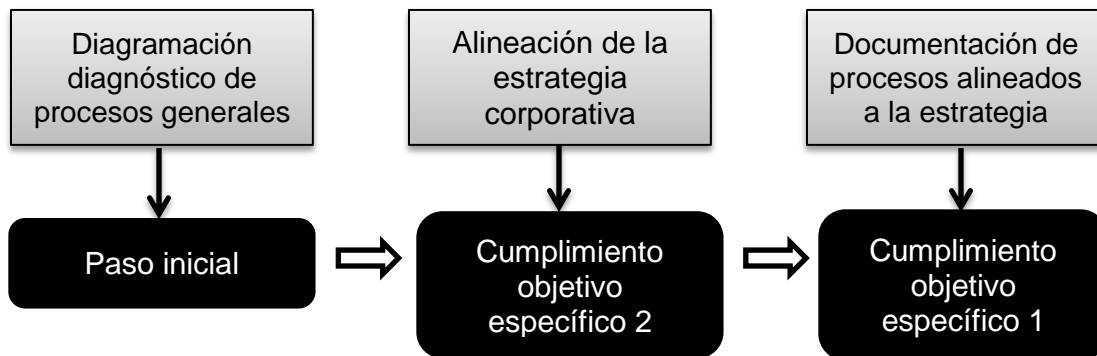 Diagramación
diagnóstico de
procesos generales
Alineación de la
estrategia
corporativa
Documentación de
procesos alineados
a la estrategia
Paso inicial
Cumplimiento
objetivo
específico 2
Cumplimiento
objetivo
específico 1